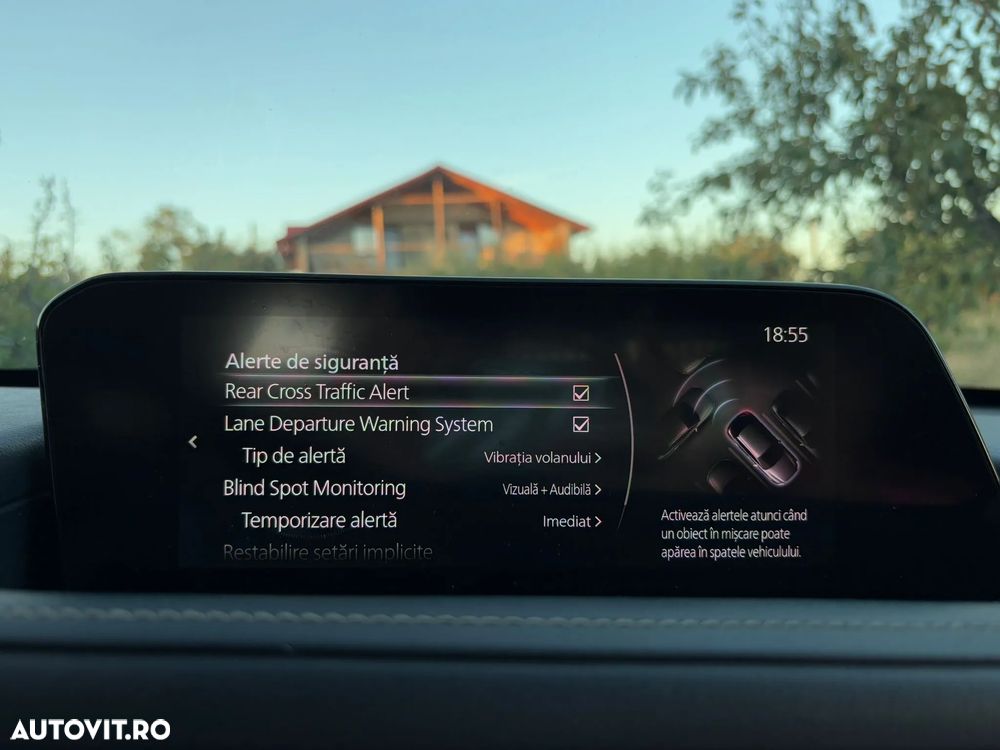 18:55
Alerte de siguranță
Rear Cross Traffic Alert
Lane Departure Warning System
Tip de alertă Vibrația volanului >
Blind Spot Monitoring Vizuală + Audibilă >
Temporizare alertă Imediat >
Restabilire setări implicite
Activează alertele atunci când
un obiect în mișcare poate
apărea în spatele vehiculului.
AUTOVIT.RO